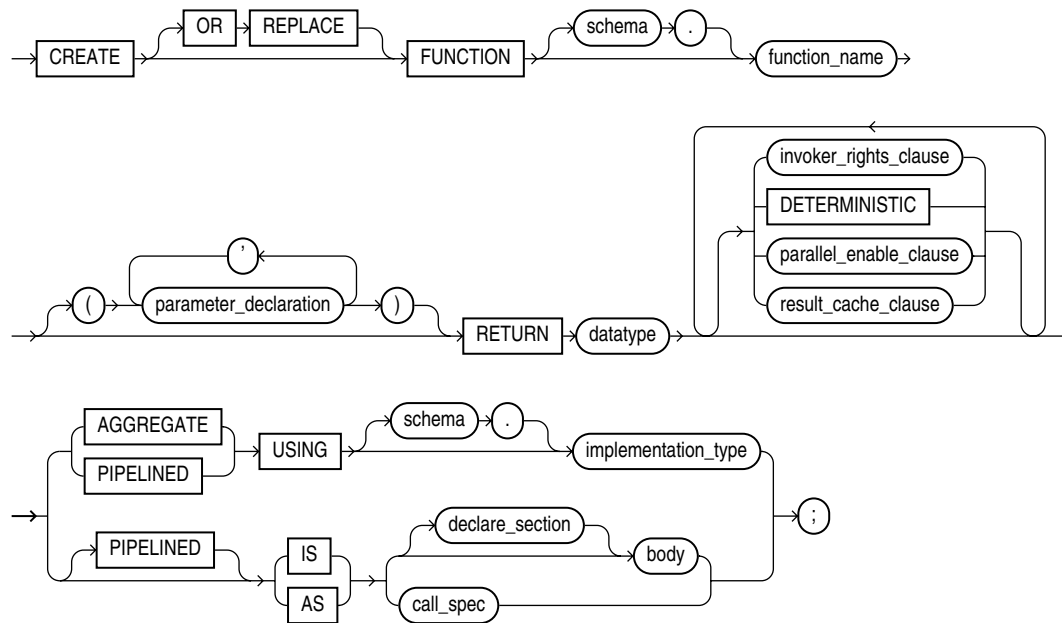 OR REPLACE schema .
CREATE FUNCTION function_name
invoker_rights_clause
DETERMINISTIC
,
parallel_enable_clause
( parameter_declaration ) result_cache_clause
RETURN datatype
AGGREGATE schema .
USING implementation_type
PIPELINED
declare_section ;
PIPELINED IS body
AS call_spec